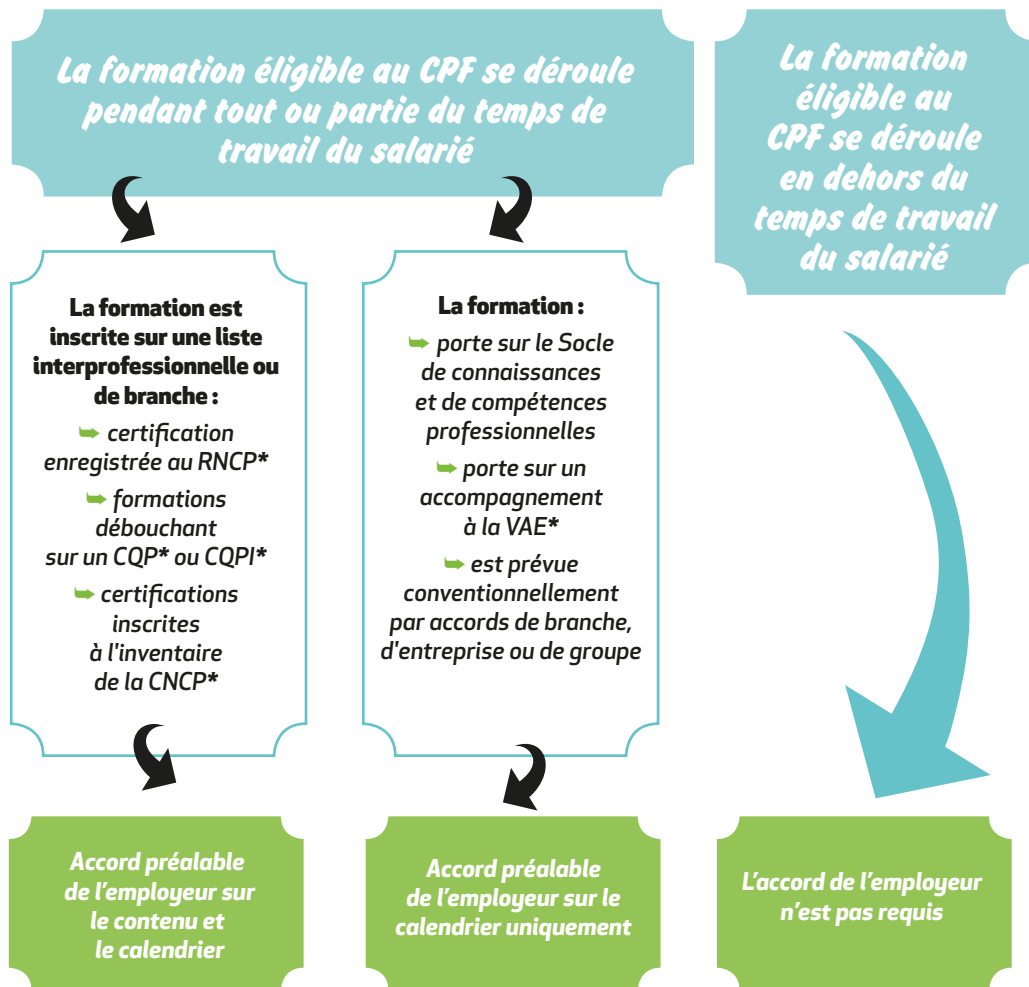 La formation éligible au CPF se déroule
pendant tout ou partie du temps de
travail du salarié
La formation
éligible au
CPF se déroule
en dehors du
temps de travail
du salarié
La formation est
inscrite sur une liste
interprofessionnelle ou
de branche :
➥ certification
enregistrée au RNCP*
➥ formations
débouchant
sur un CQP* ou CQPI*
➥ certifications
inscrites
à l'inventaire
de la CNCP*
La formation :
➥ porte sur le Socle
de connaissances
et de compétences
professionnelles
➥ porte sur un
accompagnement
à la VAE*
➥ est prévue
conventionnellement
par accords de branche,
d'entreprise ou de groupe
Accord préalable
de l’employeur sur
le contenu et
le calendrier
Accord préalable
de l’employeur sur le
calendrier uniquement
L’accord de l’employeur
n’est pas requis